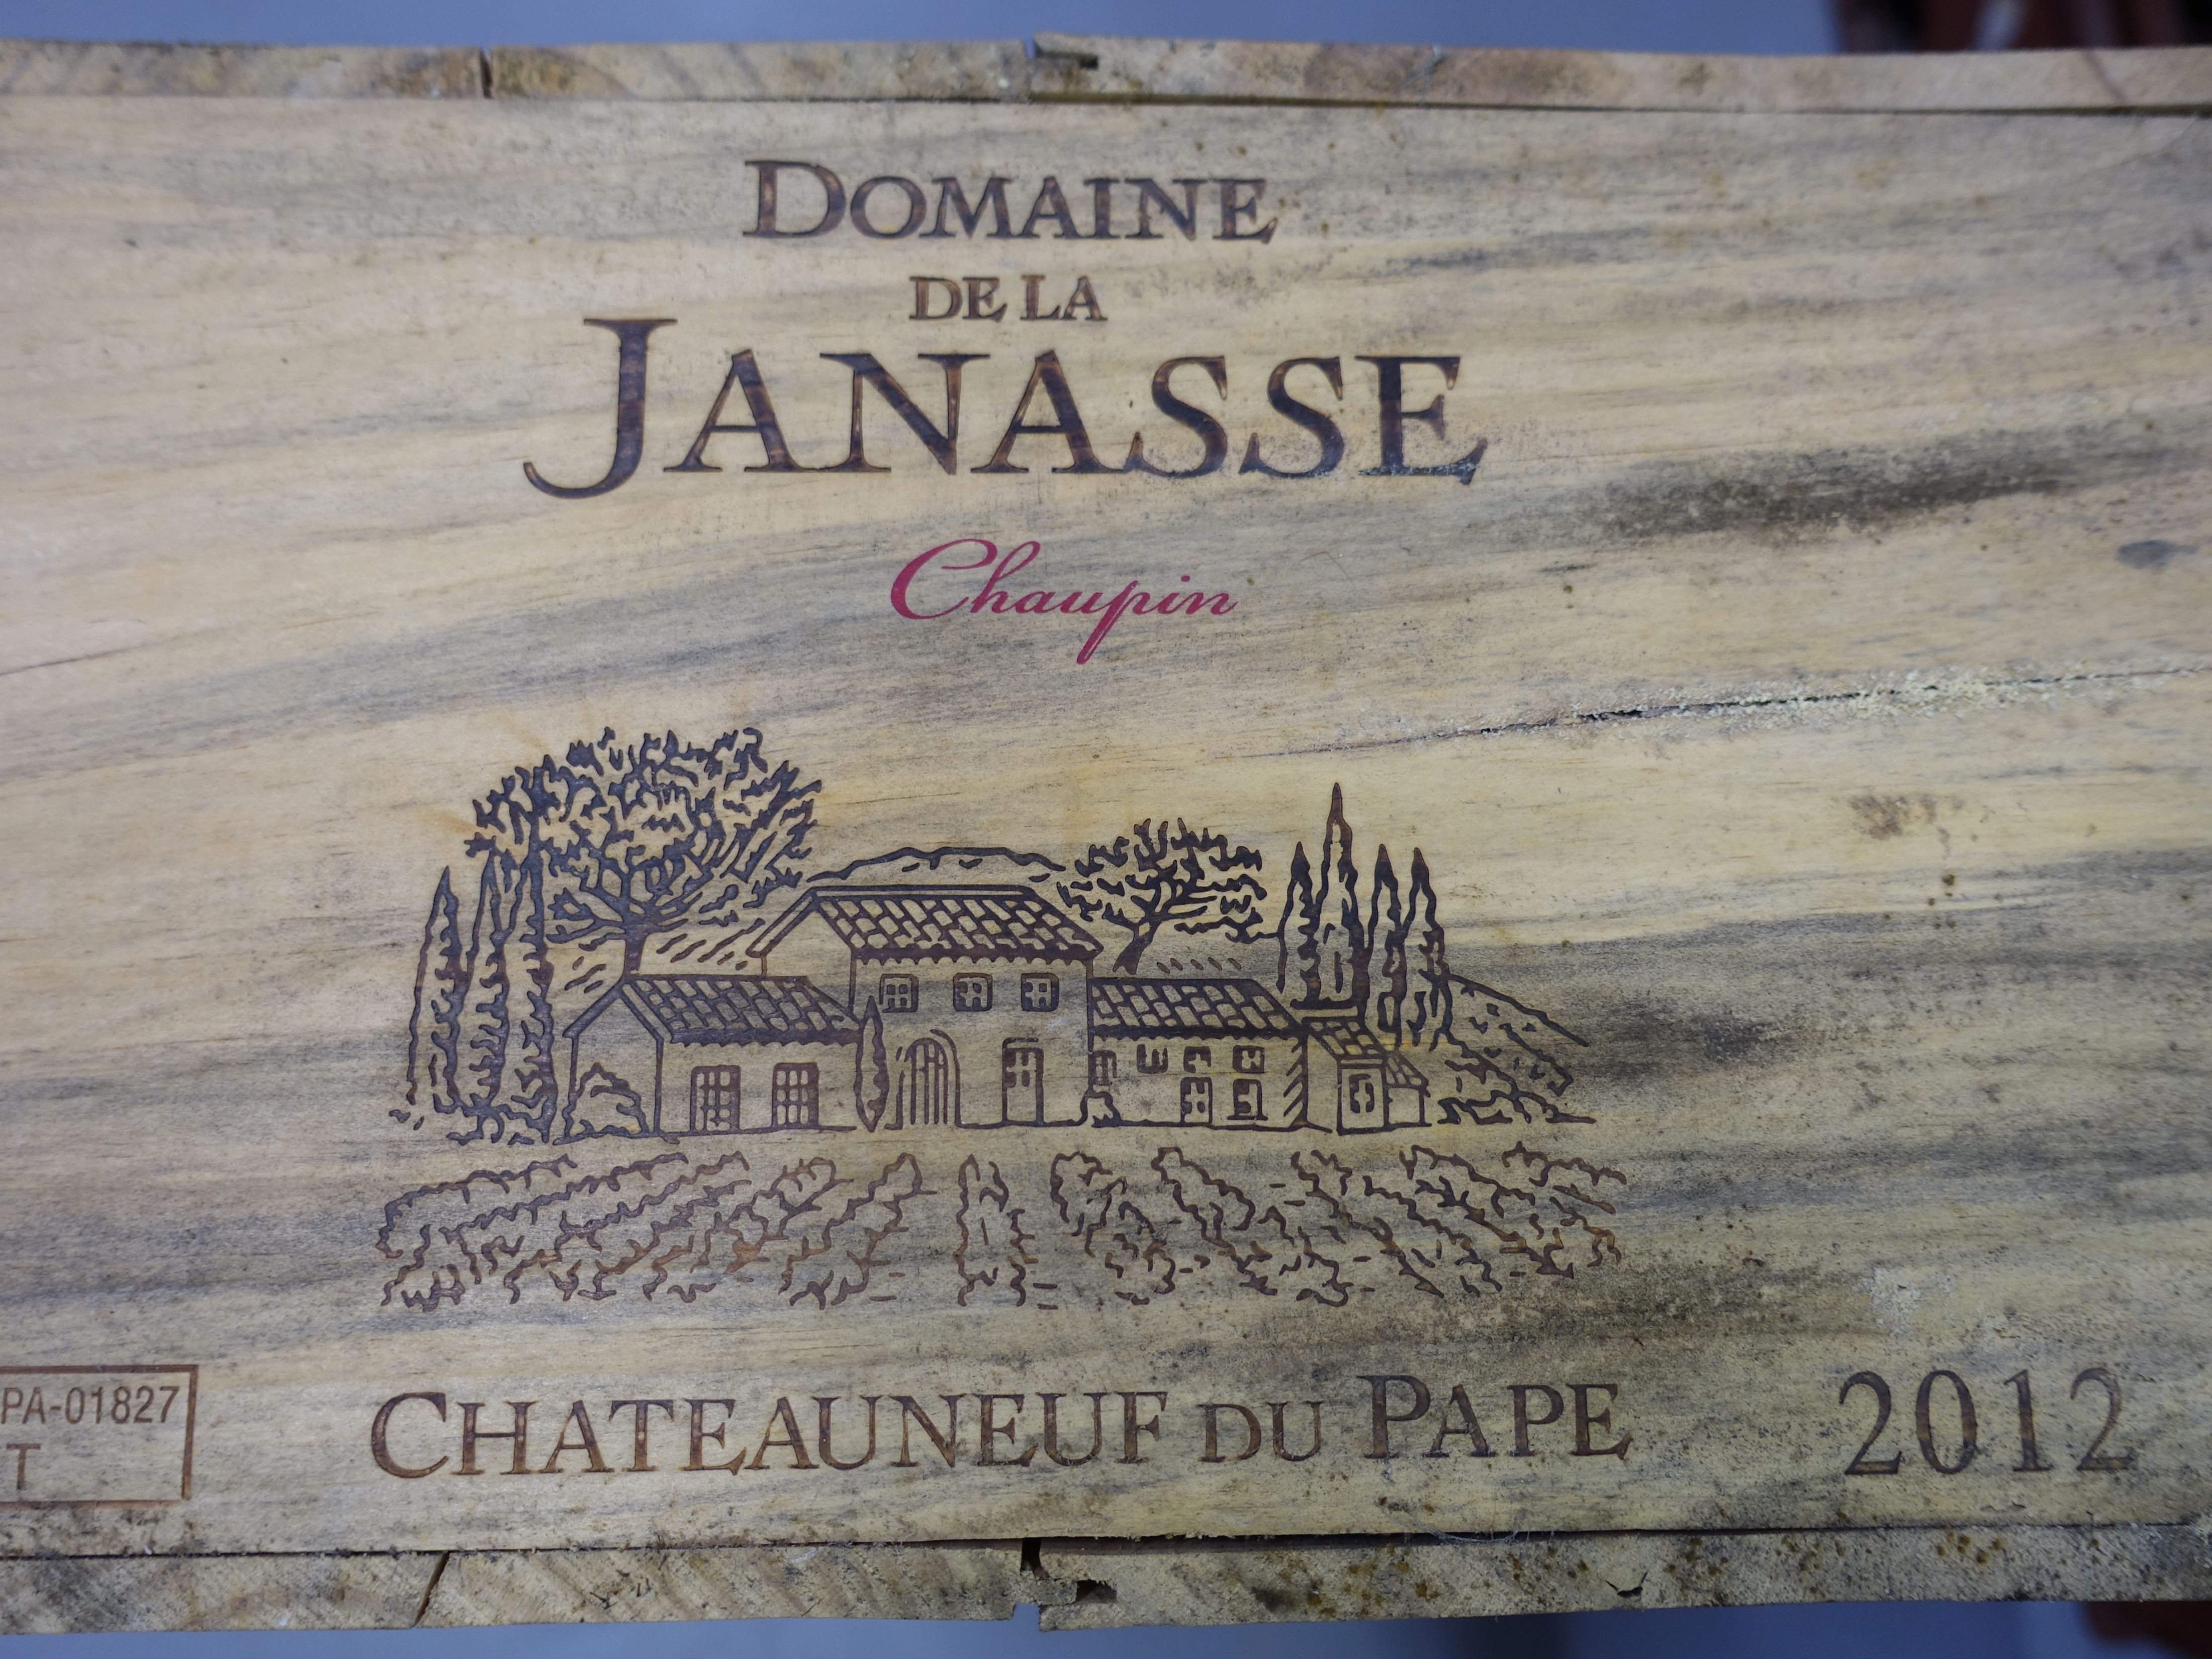 DOMAINE
DE LA
JANASSE
Chaupin
PA-01827
T
CHATEAUNEUF DU PAPE 2012